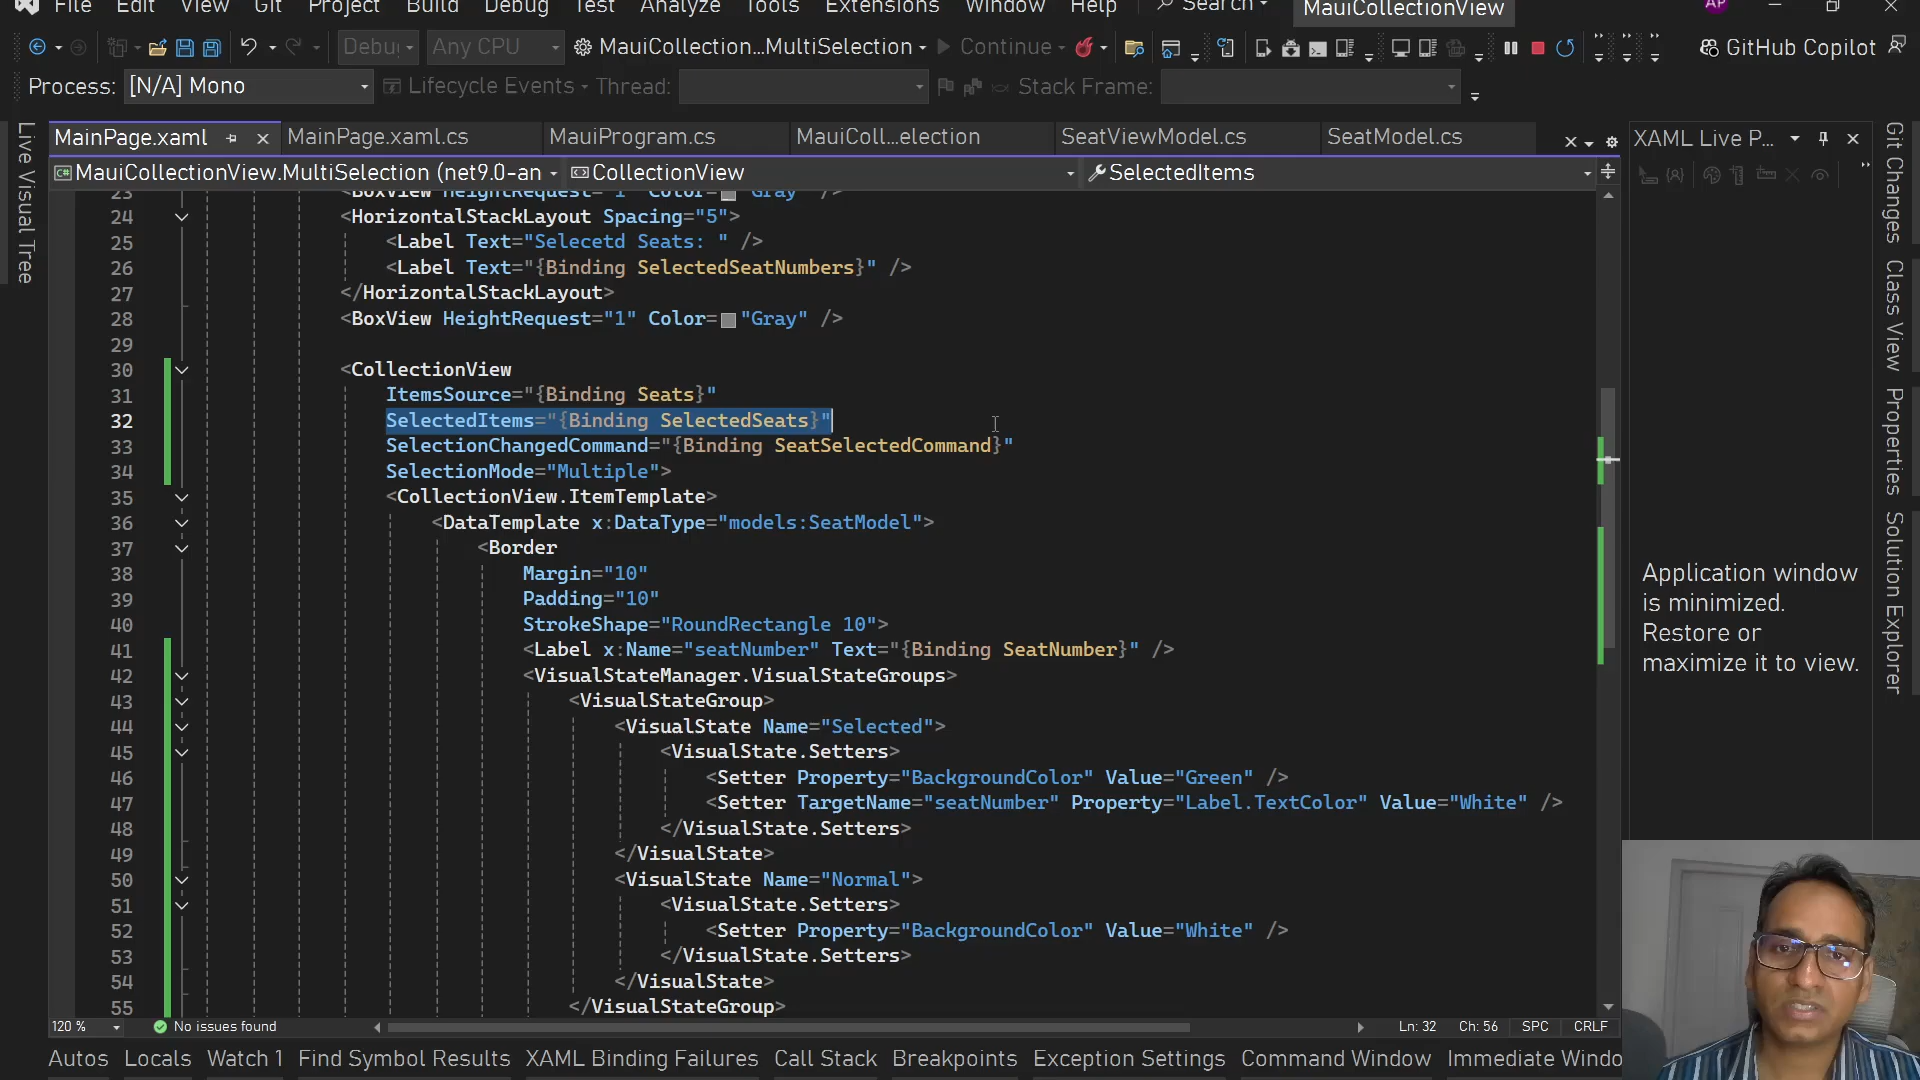 File Edit View Git Project Build Debug Test Analyze Tools Extensions Window Help Search MauiCollectionView AP
Debug Any CPU MauiCollection...MultiSelection Continue GitHub Copilot
Process: [N/A] Mono Lifecycle Events Thread: Stack Frame:
MainPage.xaml MainPage.xaml.cs MauiProgram.cs MauiColl...election SeatViewModel.cs SeatModel.cs XAML Live P...
MauiCollectionView.MultiSelection (net9.0-an CollectionView SelectedItems
Live Visual Tree
23 <BoxView HeightRequest="1" Color="Gray" />
24 <HorizontalStackLayout Spacing="5">
25 <Label Text="Selecetd Seats: " />
26 <Label Text="{Binding SelectedSeatNumbers}" />
27 </HorizontalStackLayout>
28 <BoxView HeightRequest="1" Color="Gray" />
29
30 <CollectionView
31 ItemsSource="{Binding Seats}"
32 SelectedItems="{Binding SelectedSeats}"
33 SelectionChangedCommand="{Binding SeatSelectedCommand}"
34 SelectionMode="Multiple">
35 <CollectionView.ItemTemplate>
36 <DataTemplate x:DataType="models:SeatModel">
37 <Border
38 Margin="10"
39 Padding="10"
40 StrokeShape="RoundRectangle 10">
41 <Label x:Name="seatNumber" Text="{Binding SeatNumber}" />
42 <VisualStateManager.VisualStateGroups>
43 <VisualStateGroup>
44 <VisualState Name="Selected">
45 <VisualState.Setters>
46 <Setter Property="BackgroundColor" Value="Green" />
47 <Setter TargetName="seatNumber" Property="Label.TextColor" Value="White" />
48 </VisualState.Setters>
49 </VisualState>
50 <VisualState Name="Normal">
51 <VisualState.Setters>
52 <Setter Property="BackgroundColor" Value="White" />
53 </VisualState.Setters>
54 </VisualState>
55 </VisualStateGroup>
Application window
is minimized.
Restore or
maximize it to view.
Git Changes
Class View
Properties
Solution Explorer
120 % No issues found Ln: 32 Ch: 56 SPC CRLF
Autos Locals Watch 1 Find Symbol Results XAML Binding Failures Call Stack Breakpoints Exception Settings Command Window Immediate Windo